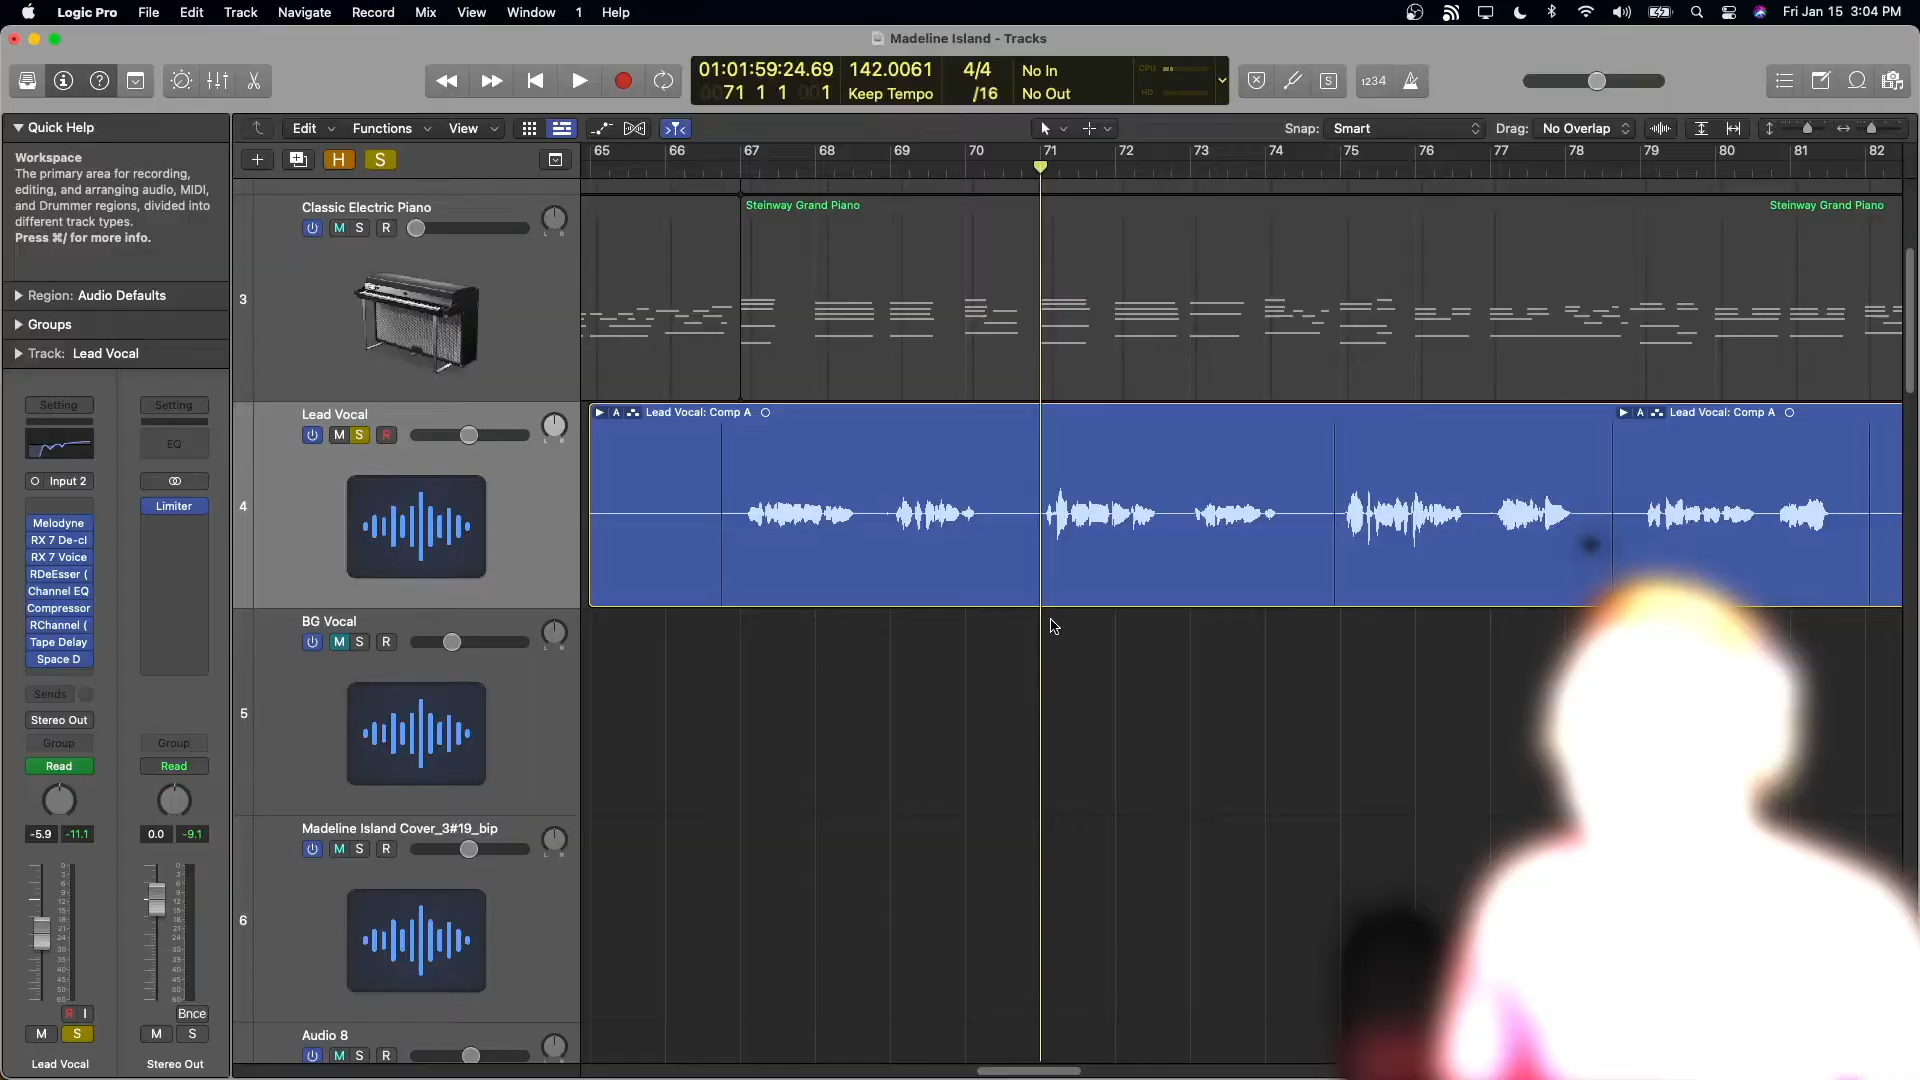 Logic Pro File Edit Track Navigate Record Mix View Window 1 Help Fri Jan 15 3:04 PM
Madeline Island - Tracks
01:01:59:24.69 142.0061 4/4 No In
71 1 1 001 Keep Tempo /16 No Out
CPU
HD
S
1234
Quick Help
Workspace
The primary area for recording,
editing, and arranging audio, MIDI,
and Drummer regions, divided into
different track types.
Press ⌘/ for more info.
Region: Audio Defaults
Groups
Track: Lead Vocal
Edit Functions View
Snap: Smart Drag: No Overlap
H S
65 66 67 68 69 70 71 72 73 74 75 76 77 78 79 80 81 82
3
Classic Electric Piano
M S R
L R
Steinway Grand Piano Steinway Grand Piano
4
Lead Vocal
M S R
L R
A Lead Vocal: Comp A
A Lead Vocal: Comp A
5
BG Vocal
M S R
L R
6
Madeline Island Cover_3#19_bip
M S R
L R
Audio 8
M S R
L R
Setting Setting
EQ
Input 2
Limiter
Melodyne
RX 7 De-cl
RX 7 Voice
RDeEsser (
Channel EQ
Compressor
RChannel (
Tape Delay
Space D
Sends
Stereo Out
Group Group
Read Read
-5.9 -11.1 0.0 -9.1
R I Bnce
M S M S
Lead Vocal Stereo Out